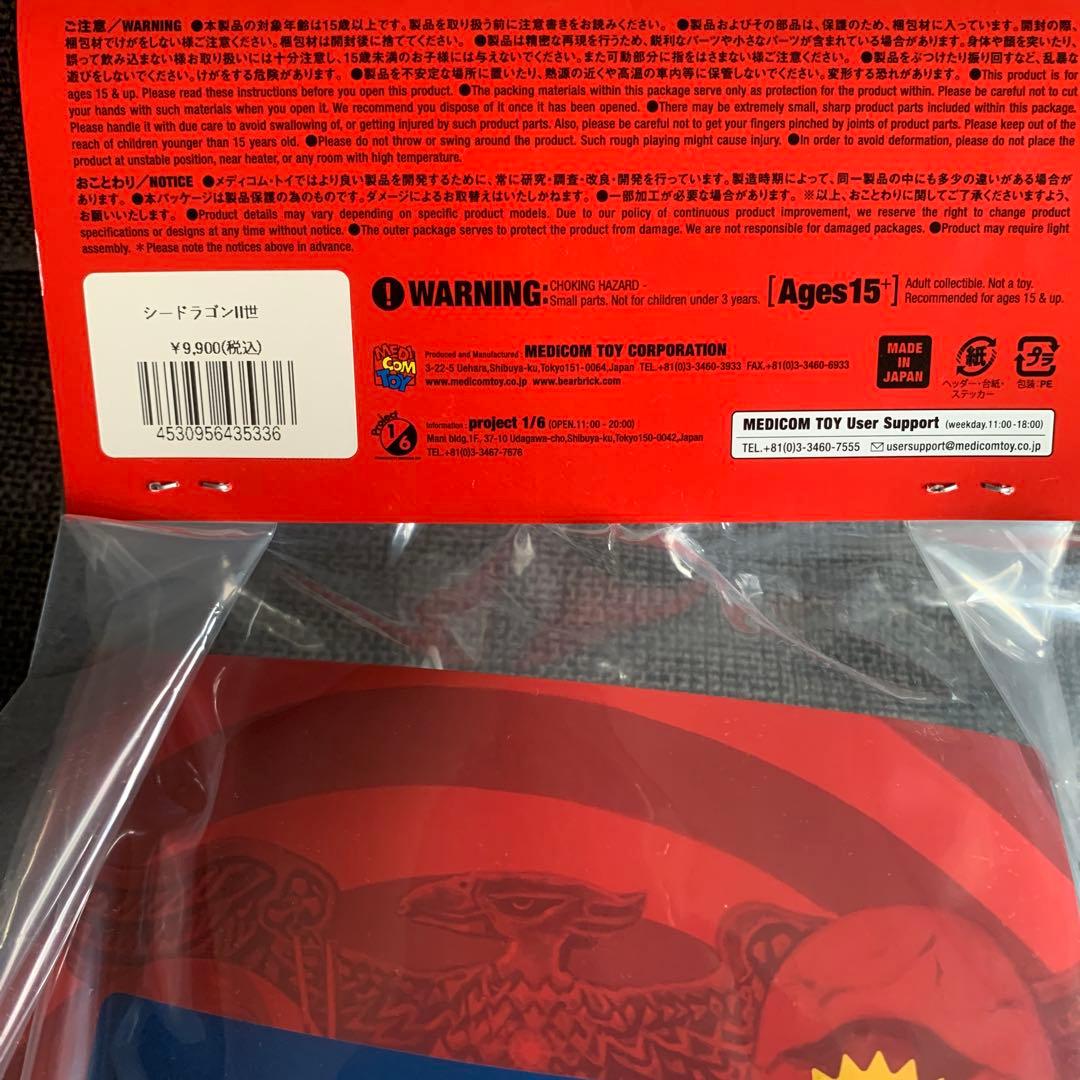 ご注意／WARNING ●本製品の対象年齢は15歳以上です。製品を取り扱う前に注意書きをお読みください。 ●製品およびその部品は、保護のため、梱包材に入っています。開封の際、
梱包材でけがをしない様ご注意ください。梱包材は開封後に捨ててください。 ●製品は精密な再現を行うため、鋭利なパーツや小さなパーツが含まれている場合があります。身体や顔を突いたり、
誤って飲み込まない様お取り扱いには十分注意し、15歳未満のお子様には与えないでください。また可動部分に指をはさまない様ご注意ください。 ●製品をぶつけたり振り回すなど、乱暴な
遊びをしないでください。けがをする危険があります。 ●製品を不安定な場所に置いたり、熱源の近くや高温の車内等に保管しないでください。変形する恐れがあります。 ●This product is for
ages 15 & up. Please read these instructions before you open this product. ●The packing materials within this package serve only as protection for the product within. Please be careful not to cut
your hands with such materials when you open it. We recommend you dispose of it once it has been opened. ●There may be extremely small, sharp product parts included within this package.
Please handle it with due care to avoid swallowing of, or getting injured by such product parts. Also, please be careful not to get your fingers pinched by joints of product parts. Please keep out of the
reach of children younger than 15 years old. ●Please do not throw or swing around the product. Such rough playing might cause injury. ●In order to avoid deformation, please do not place the
product at unstable position, near heater, or any room with high temperature.
おことわり／NOTICE ●メディコム・トイではより良い製品を開発するために、常に研究・調査・改良・開発を行っています。製造時期によって、同一製品の中にも多少の違いがある場合が
あります。 ●本パッケージは製品保護の為のものです。ダメージによるお取替えはいたしかねます。 ●一部加工が必要な場合があります。 ※以上、おことわりに関してご了承くださいますよう、
お願いいたします。 ●Product details may vary depending on specific product models. Due to our policy of continuous product improvement, we reserve the right to change product
specifications or designs at any time without notice. ●The outer package serves to protect the product from damage. We are not responsible for damaged packages. ●Product may require light
assembly. ＊Please note the notices above in advance.
シードラゴンII世
￥9,900(税込)
4530956435336
WARNING: CHOKING HAZARD -
Small parts. Not for children under 3 years.
[Ages15+] Adult collectible. Not a toy.
Recommended for ages 15 & up.
MEDI COM TOY
Produced and Manufactured: MEDICOM TOY CORPORATION
3-22-5 Uehara,Shibuya-ku,Tokyo151-0064,Japan TEL.+81(0)3-3460-3933 FAX.+81(0)3-3460-6933
www.medicomtoy.co.jp www.bearbrick.com
MADE IN JAPAN
紙
ヘッダー・台紙・
ステッカー
プラ
包装:PE
Project 1/6
Information: project 1/6 (OPEN.11:00 - 20:00)
Mani bldg.1F. 37-10 Udagawa-cho,Shibuya-ku,Tokyo150-0042,Japan
TEL.+81(0)3-3467-7676
MEDICOM TOY User Support (weekday.11:00-18:00)
TEL.+81(0)3-3460-7555 usersupport@medicomtoy.co.jp